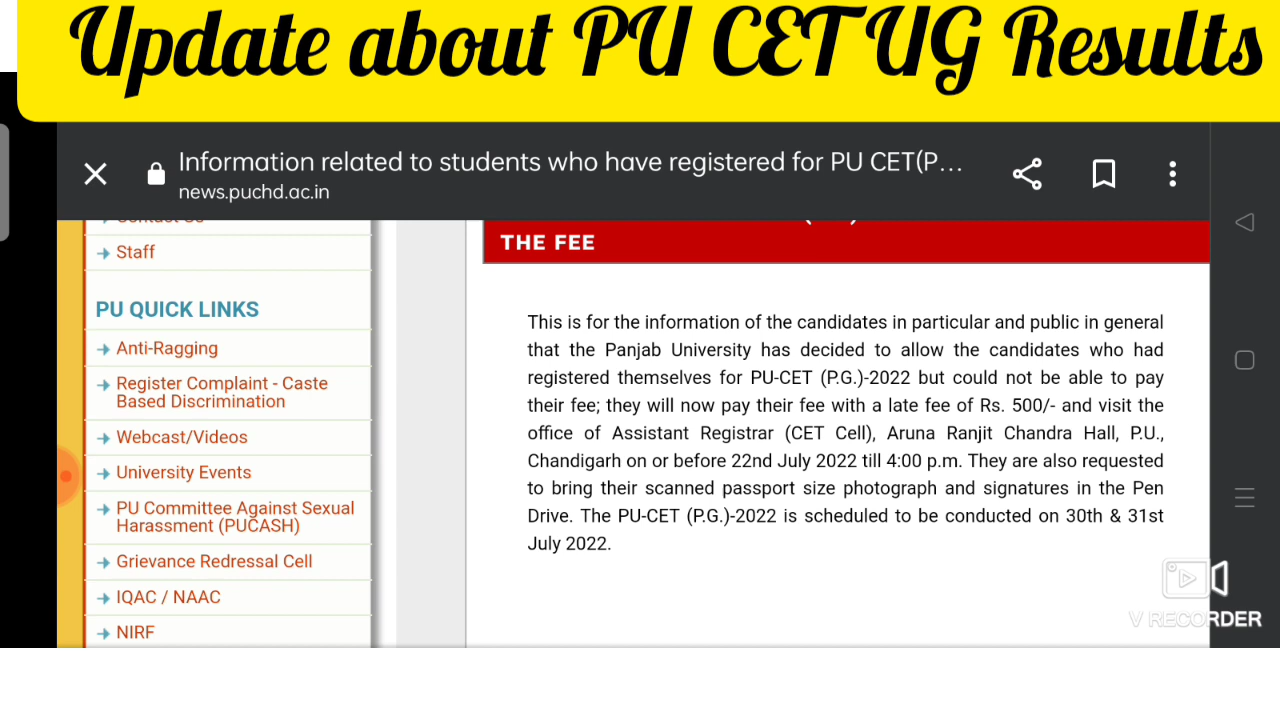 Update about PU CET UG Results
Information related to students who have registered for PU CET(P...
news.puchd.ac.in
Contact Us
Staff
PU QUICK LINKS
Anti-Ragging
Register Complaint - Caste
Based Discrimination
Webcast/Videos
University Events
PU Committee Against Sexual
Harassment (PUCASH)
Grievance Redressal Cell
IQAC / NAAC
NIRF
THE FEE
This is for the information of the candidates in particular and public in general
that the Panjab University has decided to allow the candidates who had
registered themselves for PU-CET (P.G.)-2022 but could not be able to pay
their fee; they will now pay their fee with a late fee of Rs. 500/- and visit the
office of Assistant Registrar (CET Cell), Aruna Ranjit Chandra Hall, P.U.,
Chandigarh on or before 22nd July 2022 till 4:00 p.m. They are also requested
to bring their scanned passport size photograph and signatures in the Pen
Drive. The PU-CET (P.G.)-2022 is scheduled to be conducted on 30th & 31st
July 2022.
V RECORDER